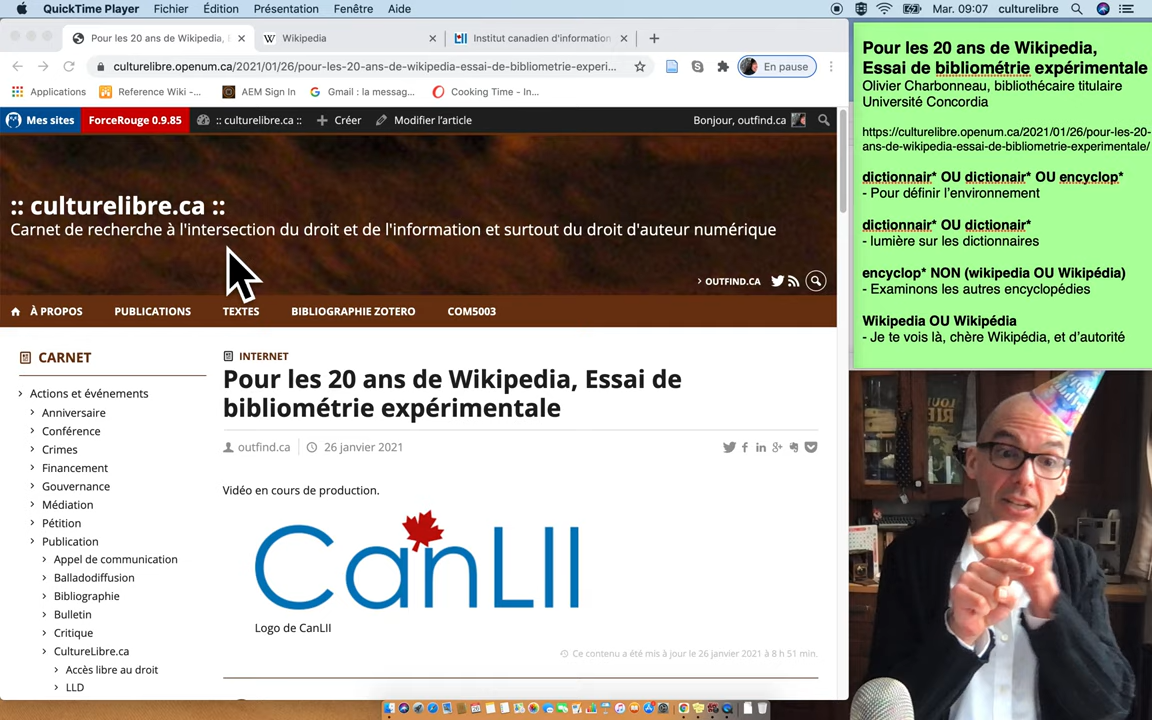 QuickTime Player Fichier Édition Présentation Fenêtre Aide
Mar. 09:07 culturelibre
Pour les 20 ans de Wikipedia, E
Wikipedia
Institut canadien d'information
culturelibre.openum.ca/2021/01/26/pour-les-20-ans-de-wikipedia-essai-de-bibliometrie-experi...
En pause
Applications Reference Wiki -... AEM Sign In Gmail : la messag... Cooking Time - In...
Mes sites ForceRouge 0.9.85 :: culturelibre.ca :: Créer Modifier l'article Bonjour, outfind.ca
:: culturelibre.ca ::
Carnet de recherche à l'intersection du droit et de l'information et surtout du droit d'auteur numérique
OUTFIND.CA
À PROPOS PUBLICATIONS TEXTES BIBLIOGRAPHIE ZOTERO COM5003
CARNET
Actions et événements
Anniversaire
Conférence
Crimes
Financement
Gouvernance
Médiation
Pétition
Publication
Appel de communication
Balladodiffusion
Bibliographie
Bulletin
Critique
CultureLibre.ca
Accès libre au droit
LLD
INTERNET
Pour les 20 ans de Wikipedia, Essai de
bibliométrie expérimentale
outfind.ca 26 janvier 2021
Vidéo en cours de production.
CanLII
Logo de CanLII
Ce contenu a été mis à jour le 26 janvier 2021 à 8 h 51 min.
Pour les 20 ans de Wikipedia,
Essai de bibliométrie expérimentale
Olivier Charbonneau, bibliothécaire titulaire
Université Concordia
https://culturelibre.openum.ca/2021/01/26/pour-les-20-
ans-de-wikipedia-essai-de-bibliometrie-experimentale/
dictionnair* OU dictionair* OU encyclop*
- Pour définir l'environnement
dictionnair* OU dictionair*
- lumière sur les dictionnaires
encyclop* NON (wikipedia OU Wikipédia)
- Examinons les autres encyclopédies
Wikipedia OU Wikipédia
- Je te vois là, chère Wikipédia, et d'autorité